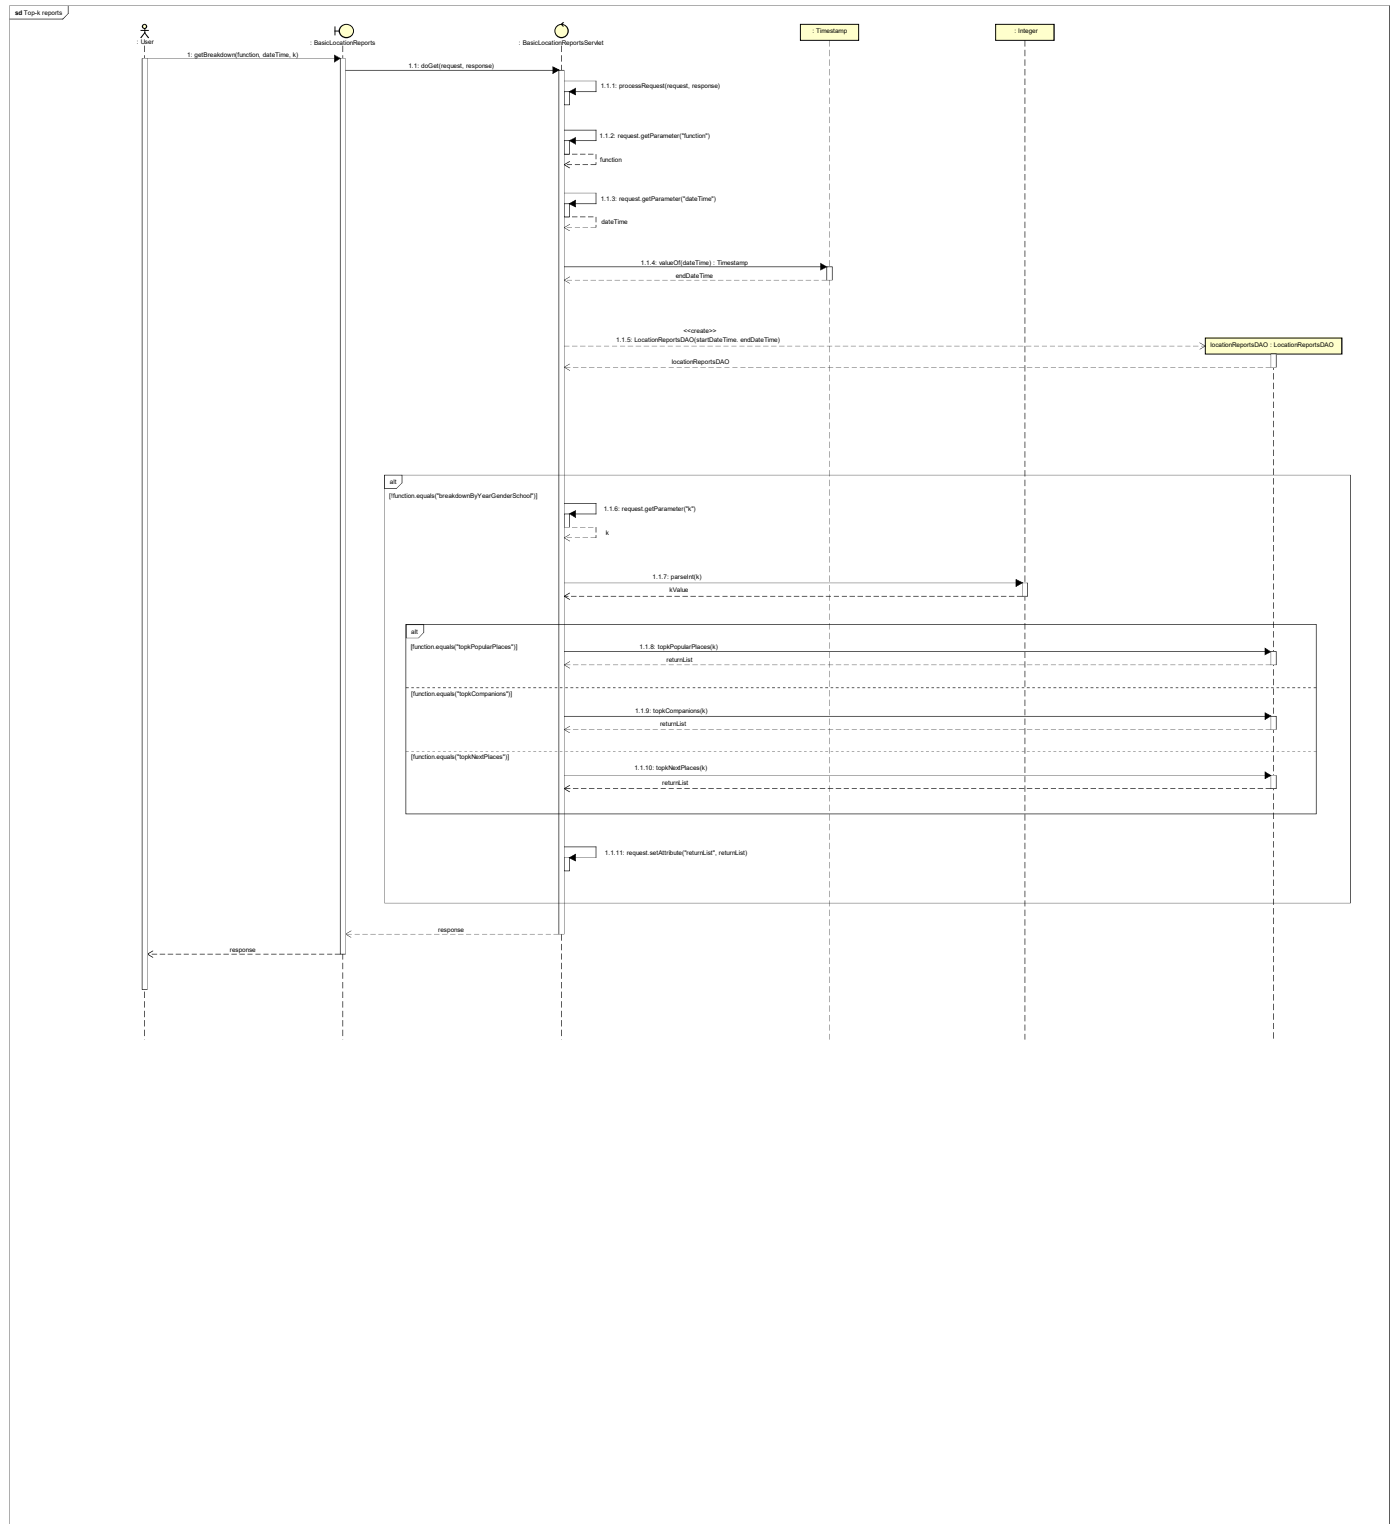 sd Top-k reports
: User
: BasicLocationReports
: BasicLocationReportsServlet
: Timestamp
: Integer
1: getBreakdown(function, dateTime, k)
1.1: doGet(request, response)
1.1.1: processRequest(request, response)
1.1.2: request.getParameter("function")
function
1.1.3: request.getParameter("dateTime")
dateTime
1.1.4: valueOf(dateTime) : Timestamp
endDateTime
<<create>>
1.1.5: LocationReportsDAO(startDateTime. endDateTime)
locationReportsDAO : LocationReportsDAO
locationReportsDAO
alt
[!function.equals("breakdownByYearGenderSchool")]
1.1.6: request.getParameter("k")
k
1.1.7: parseInt(k)
kValue
alt
[function.equals("topkPopularPlaces")]
1.1.8: topkPopularPlaces(k)
returnList
[function.equals("topkCompanions")]
1.1.9: topkCompanions(k)
returnList
[function.equals("topkNextPlaces")]
1.1.10: topkNextPlaces(k)
returnList
1.1.11: request.setAttribute("returnList", returnList)
response
response